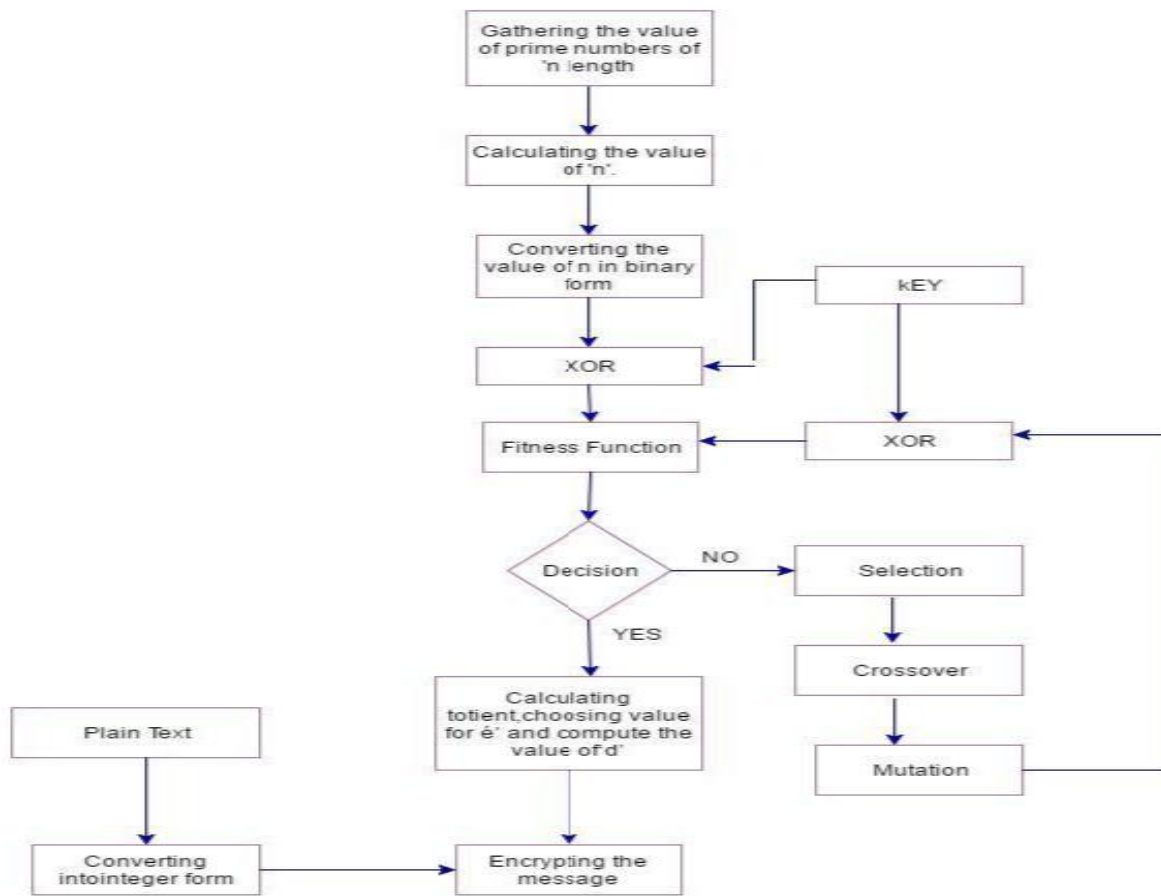 Gathering the value
of prime numbers of
'n length
Calculating the value
of 'n'.
Converting the
value of n in binary
form
kEY
XOR
Fitness Function
XOR
Decision
NO
Selection
YES
Crossover
Calculating
totient,choosing value
for é' and compute the
value of d'
Plain Text
Mutation
Converting
intointeger form
Encrypting the
message